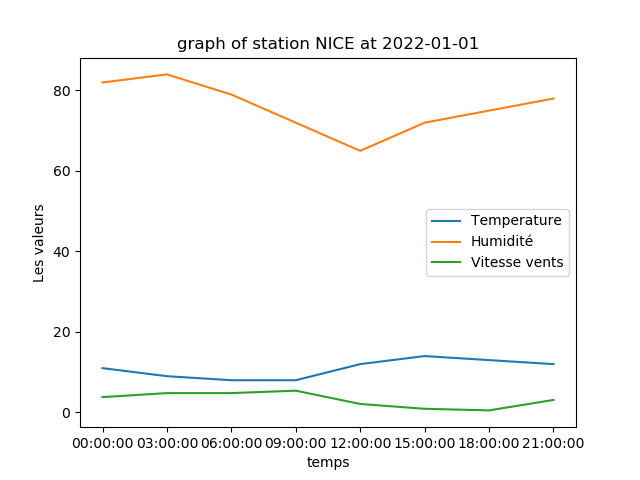 graph of station NICE at 2022-01-01
80
60
40
20
0
Les valeurs
Temperature
Humidité
Vitesse vents
00:00:00 03:00:00 06:00:00 09:00:00 12:00:00 15:00:00 18:00:00 21:00:00
temps